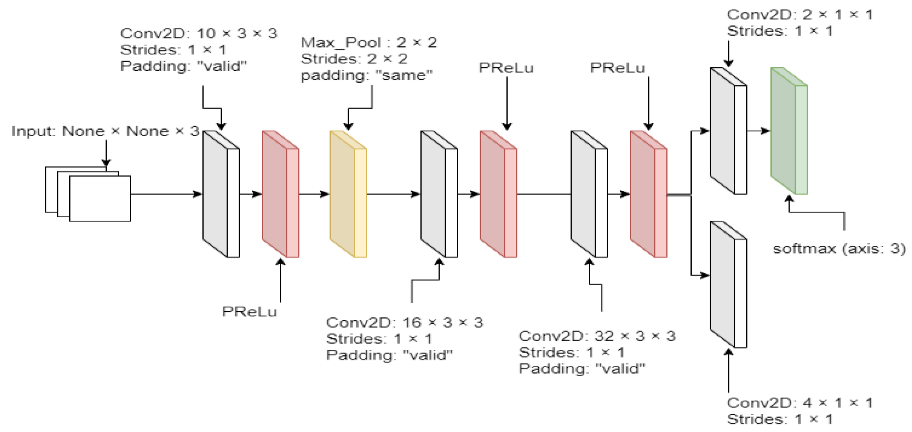 Conv2D: 10 × 3 × 3
Strides: 1 × 1
Padding: "valid"
Max_Pool : 2 × 2
Strides: 2 × 2
padding: "same"
PReLu
PReLu
Conv2D: 2 × 1 × 1
Strides: 1 × 1
Input: None × None × 3
softmax (axis: 3)
PReLu
Conv2D: 16 × 3 × 3
Strides: 1 × 1
Padding: "valid"
Conv2D: 32 × 3 × 3
Strides: 1 × 1
Padding: "valid"
Conv2D: 4 × 1 × 1
Strides: 1 × 1